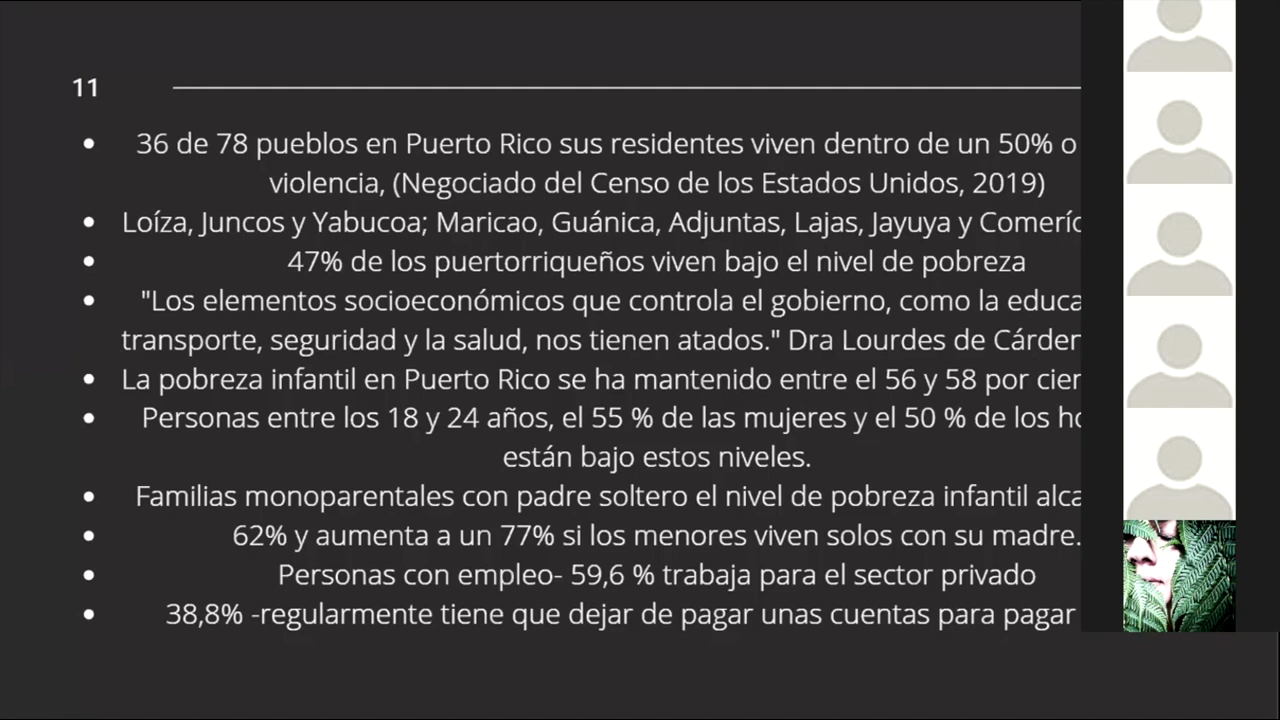 11
• 36 de 78 pueblos en Puerto Rico sus residentes viven dentro de un 50% o
violencia, (Negociado del Censo de los Estados Unidos, 2019)
• Loíza, Juncos y Yabucoa; Maricao, Guánica, Adjuntas, Lajas, Jayuya y
• 47% de los puertorriqueños viven bajo el nivel de pobreza
• "Los elementos socioeconómicos que controla el gobierno, como la
transporte, seguridad y la salud, nos tienen atados." Dra Lourdes de
• La pobreza infantil en Puerto Rico se ha mantenido entre el 56 y 58 por
• Personas entre los 18 y 24 años, el 55 % de las mujeres y el 50 % de los
están bajo estos niveles.
• Familias monoparentales con padre soltero el nivel de pobreza infantil
• 62% y aumenta a un 77% si los menores viven solos con su madre.
• Personas con empleo- 59,6 % trabaja para el sector privado
• 38,8% -regularmente tiene que dejar de pagar unas cuentas para pagar